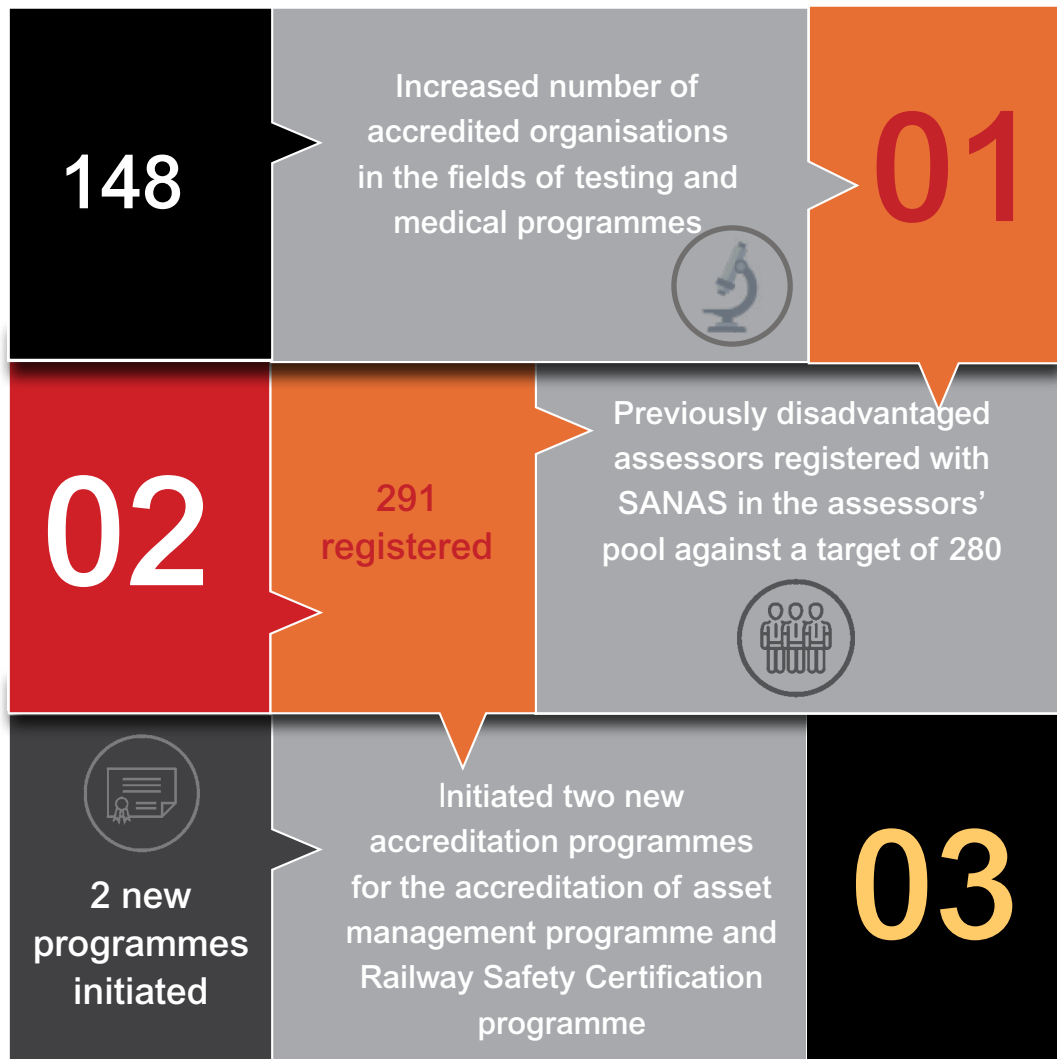 148
Increased number of
accredited organisations
in the fields of testing and
medical programmes
01
02
291
registered
Previously disadvantaged
assessors registered with
SANAS in the assessors’
pool against a target of 280
2 new
programmes
initiated
Initiated two new
accreditation programmes
for the accreditation of asset
management programme and
Railway Safety Certification
programme
03